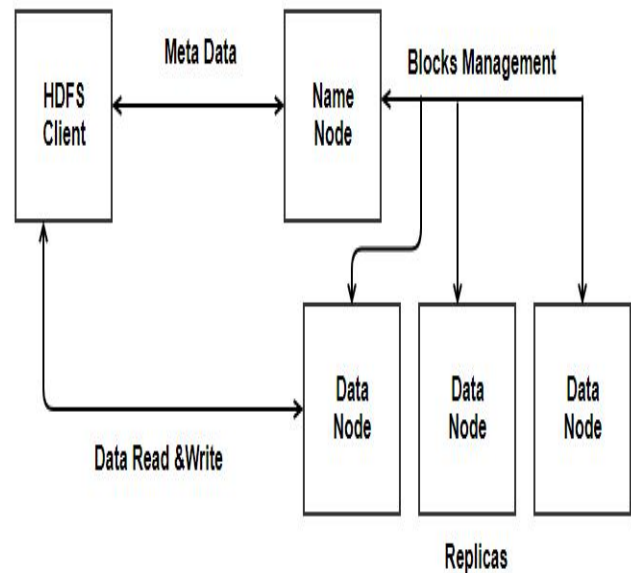 Meta Data
Blocks Management
HDFS
Client
Name
Node
Data
Node
Data
Node
Data
Node
Data Read &Write
Replicas